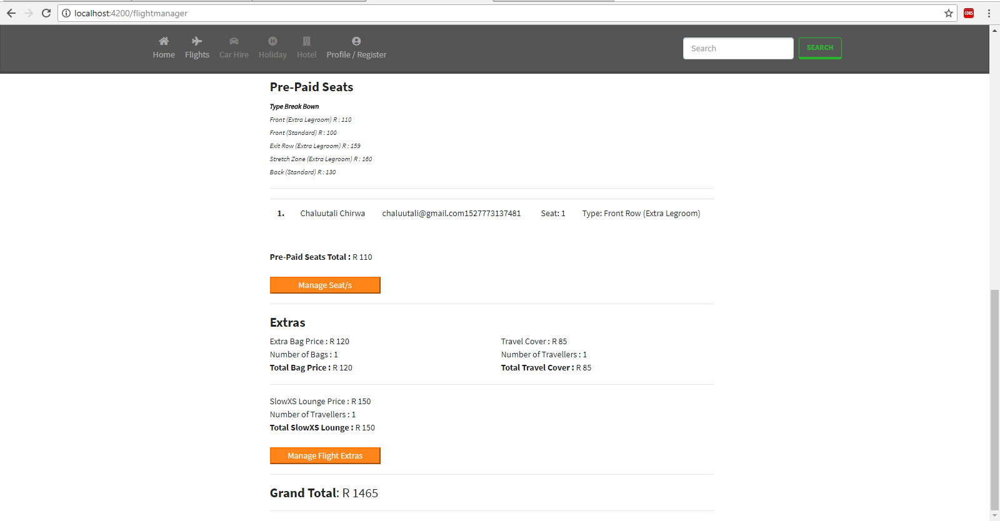 localhost:4200/flightmanager
CORS
Home Flights Car Hire Holiday Hotel Profile / Register
H
Search SEARCH
Pre-Paid Seats
Type Break Bown
Front (Extra Legroom) R : 110
Front (Standard) R : 100
Exit Row (Extra Legroom) R : 159
Stretch Zone (Extra Legroom) R : 160
Back (Standard) R : 130
1. Chaluutali Chirwa chaluutali@gmail.com1527773137481 Seat: 1 Type: Front Row (Extra Legroom)
Pre-Paid Seats Total : R 110
Manage Seat/s
Extras
Extra Bag Price : R 120
Number of Bags : 1
Total Bag Price : R 120
Travel Cover : R 85
Number of Travellers : 1
Total Travel Cover : R 85
SlowXS Lounge Price : R 150
Number of Travellers : 1
Total SlowXS Lounge : R 150
Manage Flight Extras
Grand Total: R 1465